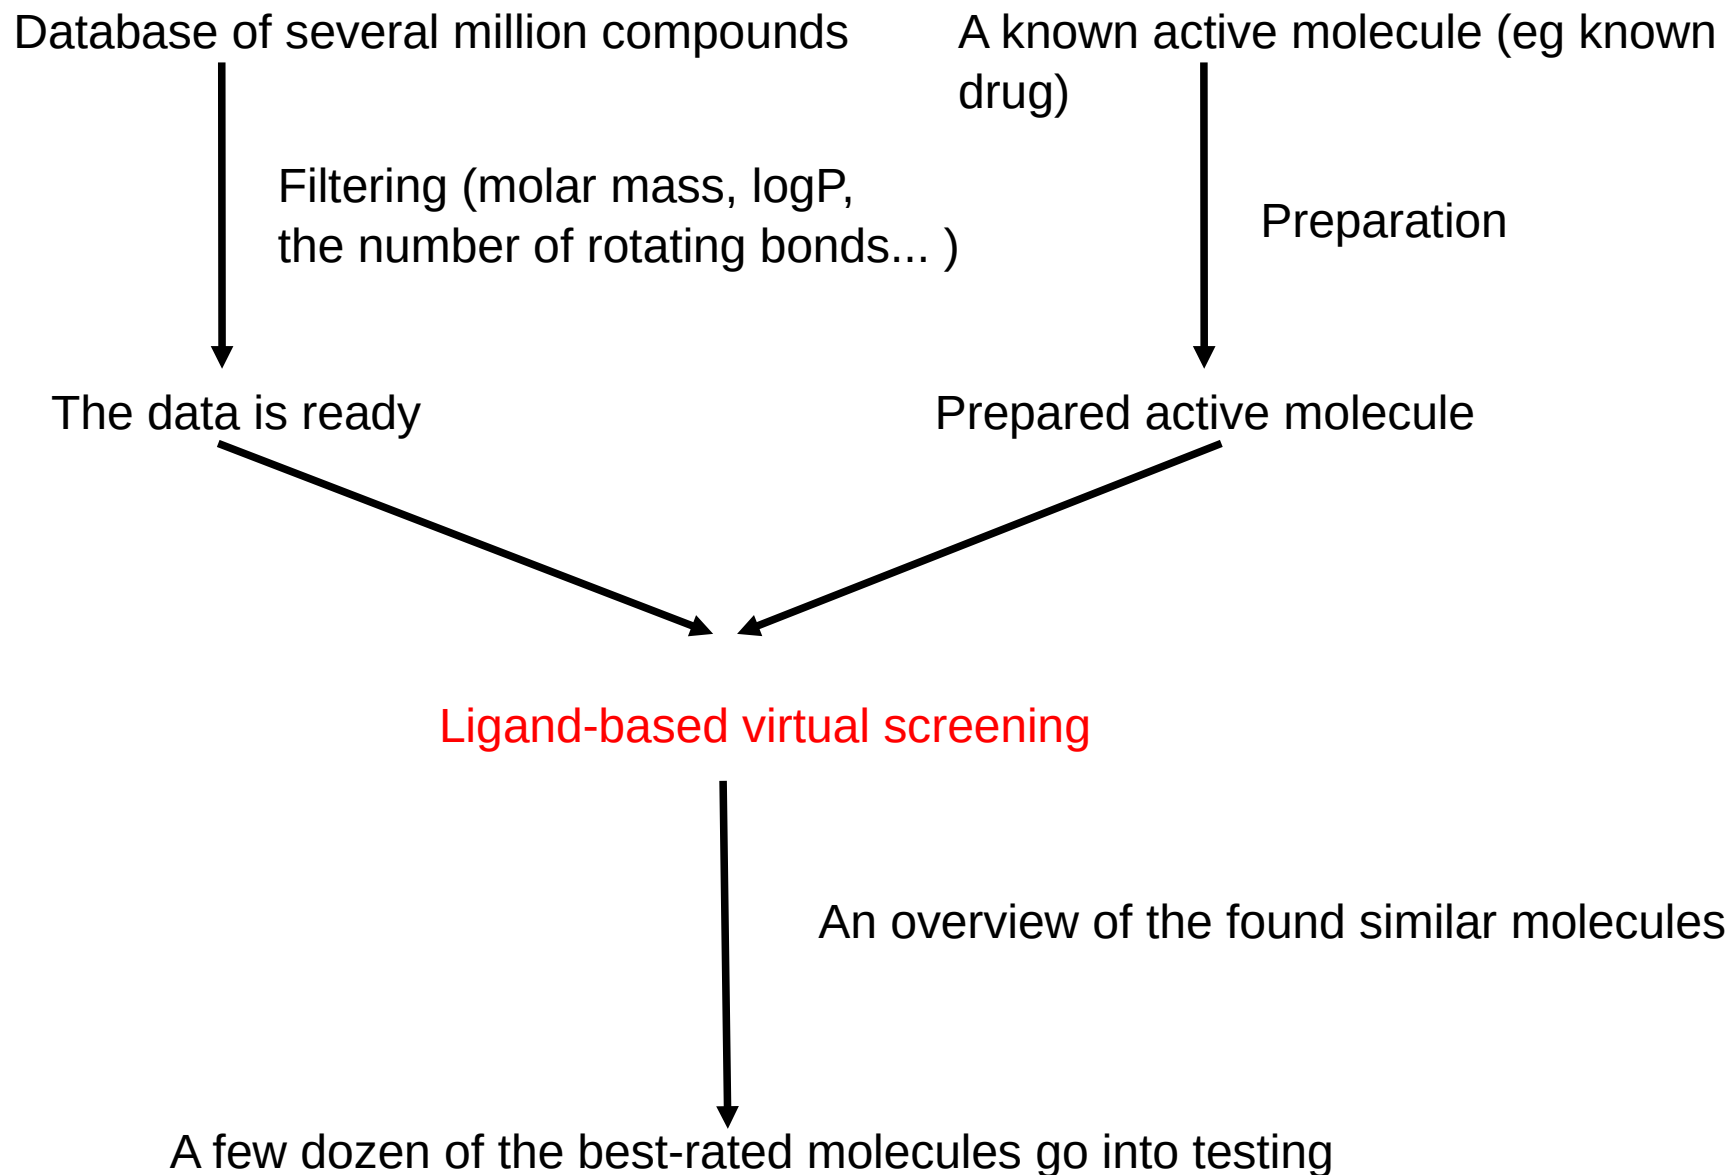 Database of several million compounds
A known active molecule (eg known
drug)
Filtering (molar mass, logP,
the number of rotating bonds... )
Preparation
The data is ready
Prepared active molecule
Ligand-based virtual screening
An overview of the found similar molecules
A few dozen of the best-rated molecules go into testing